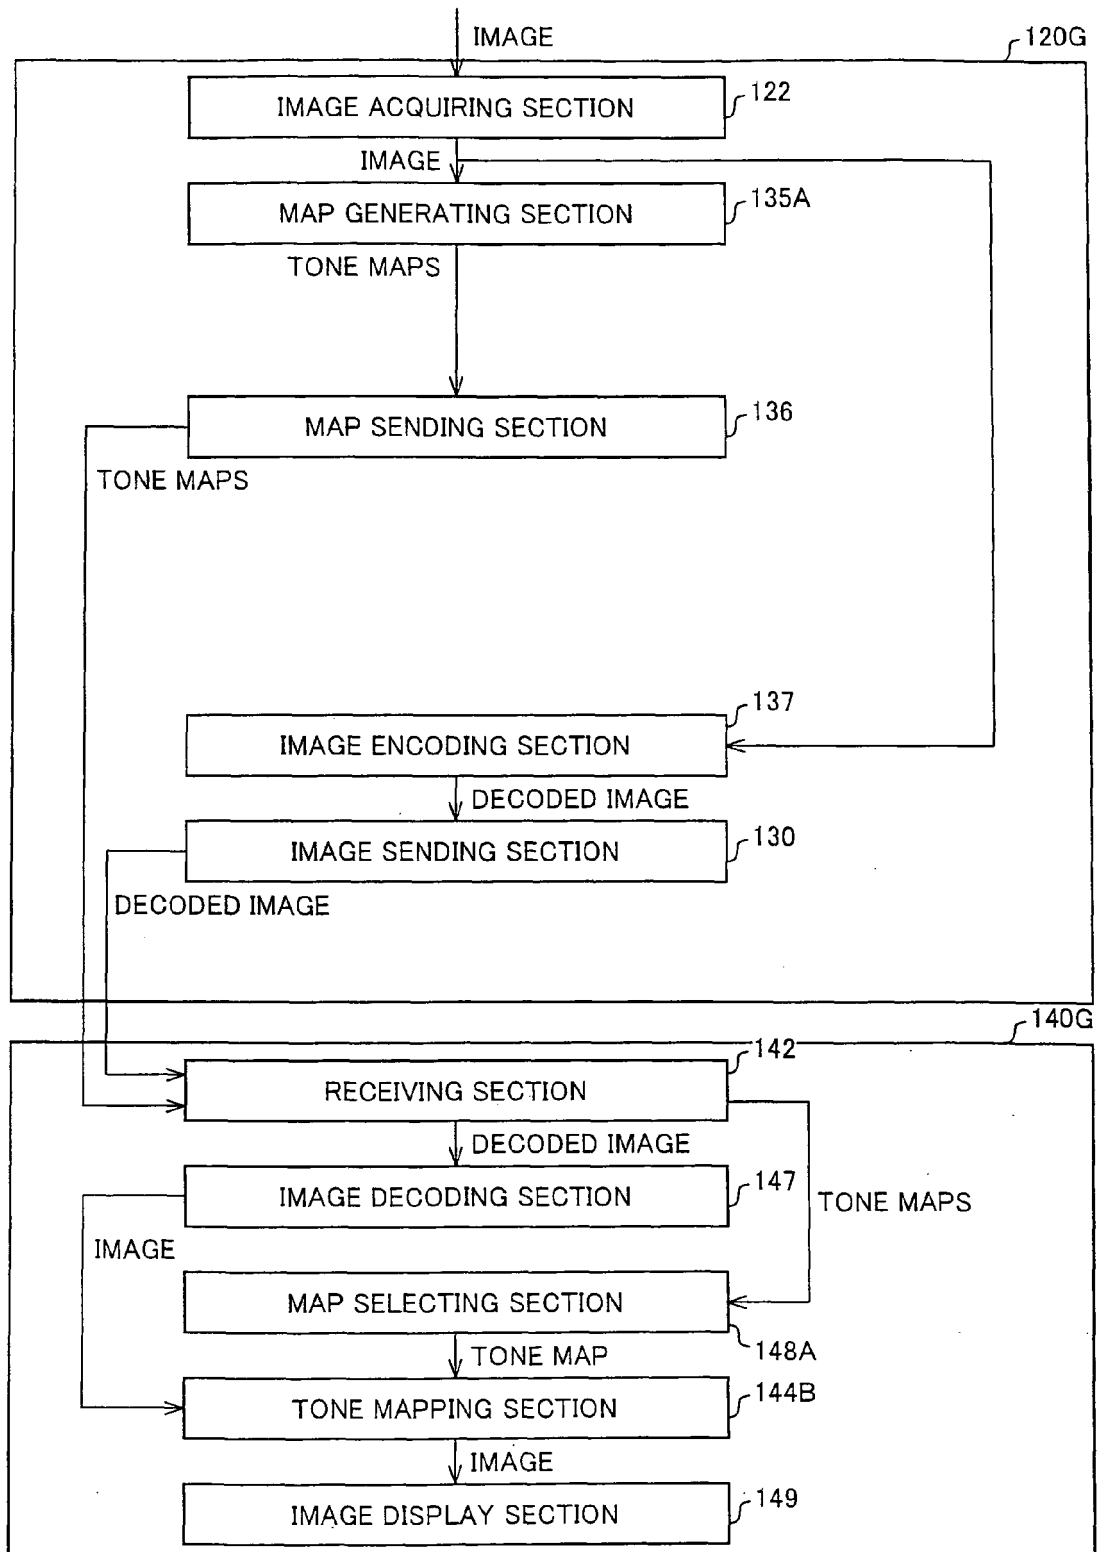 IMAGE
120G
IMAGE ACQUIRING SECTION
122
IMAGE
MAP GENERATING SECTION
135A
TONE MAPS
MAP SENDING SECTION
136
TONE MAPS
137
IMAGE ENCODING SECTION
DECODED IMAGE
IMAGE SENDING SECTION
130
DECODED IMAGE
140G
142
RECEIVING SECTION
DECODED IMAGE
IMAGE DECODING SECTION
147
TONE MAPS
IMAGE
MAP SELECTING SECTION
148A
TONE MAP
TONE MAPPING SECTION
144B
IMAGE
IMAGE DISPLAY SECTION
149